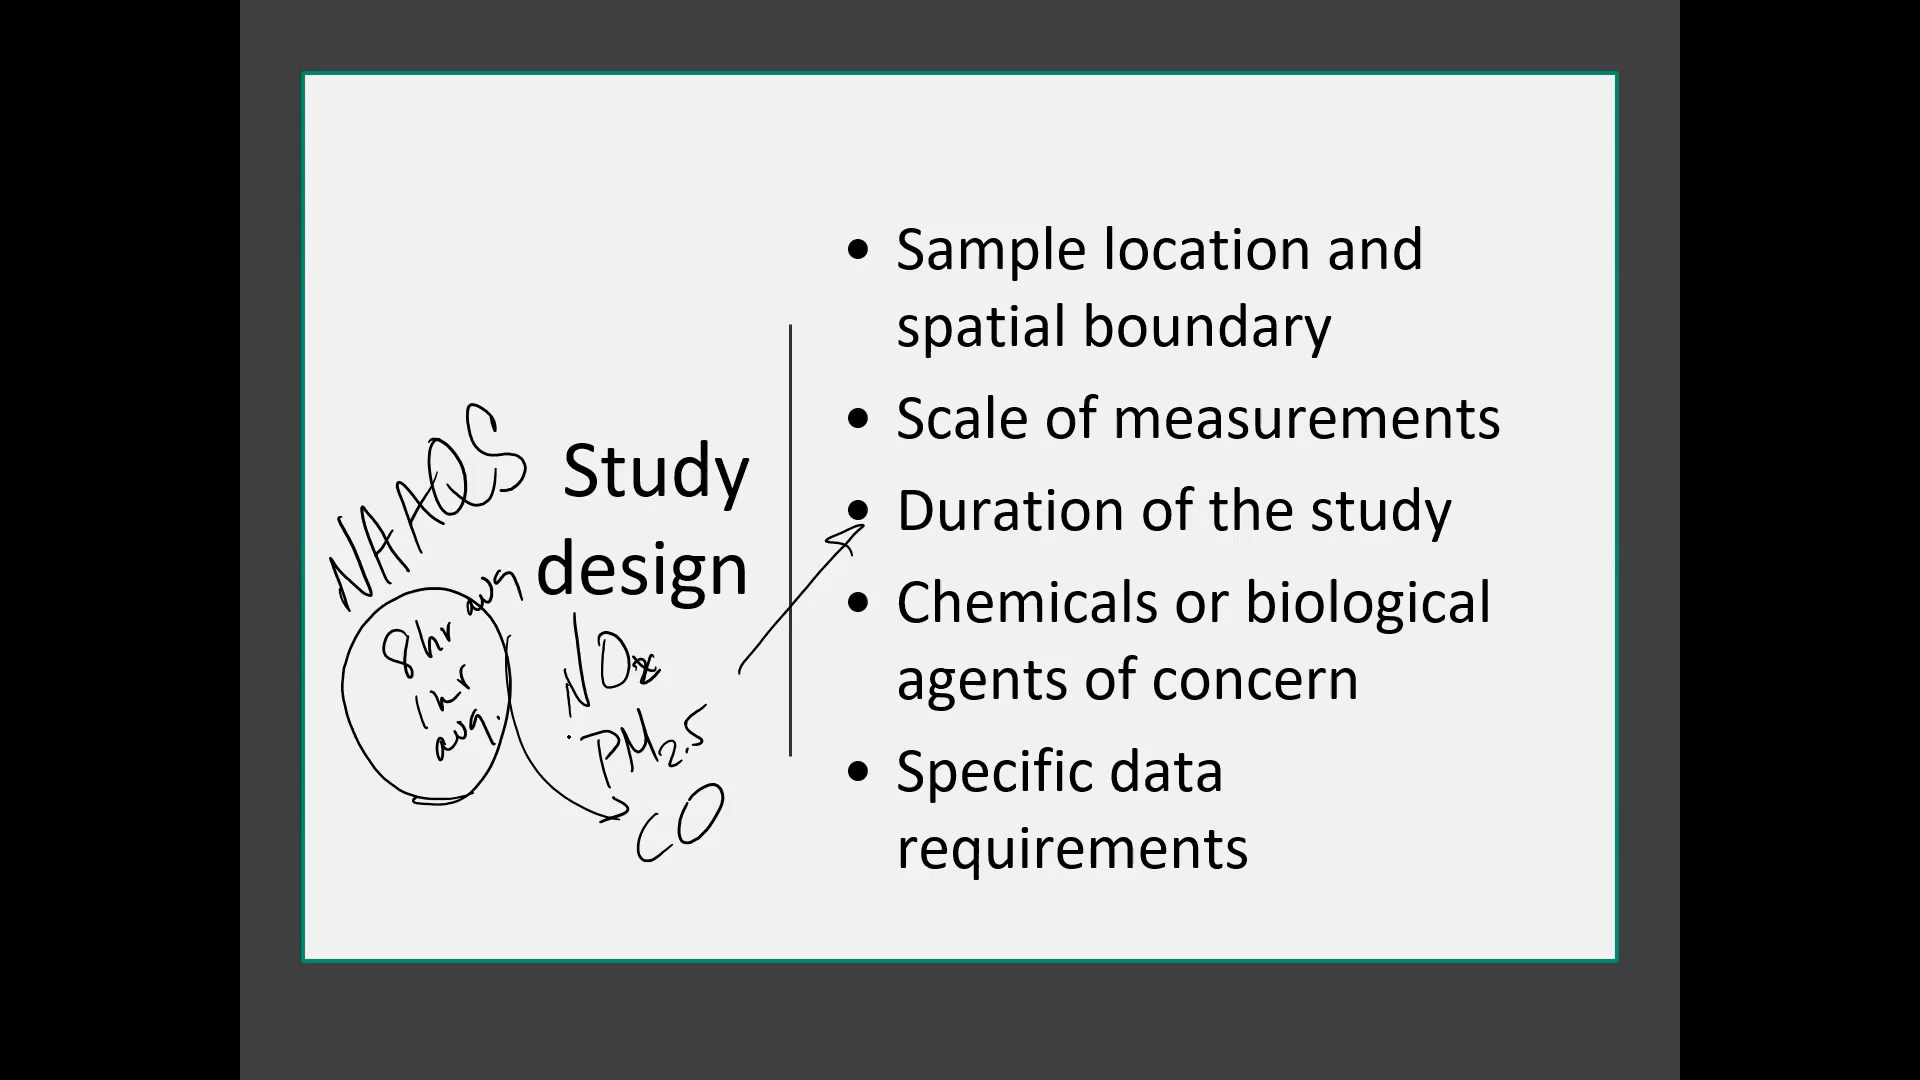 Study
design
• Sample location and
spatial boundary
• Scale of measurements
• Duration of the study
• Chemicals or biological
agents of concern
• Specific data
requirements
NAAQS
8hr avg
1hr
avg.
NOx
PM2.5
CO